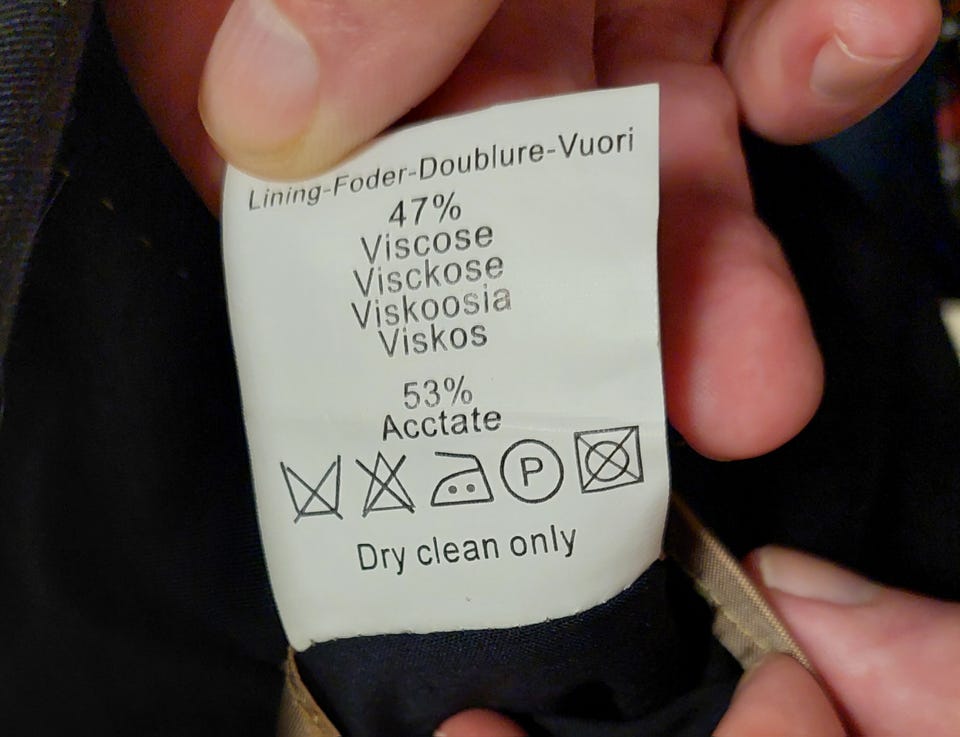 Lining-Foder-Doublure-Vuori
47%
Viscose
Visckose
Viskoosia
Viskos
53%
Acctate
P
Dry clean only